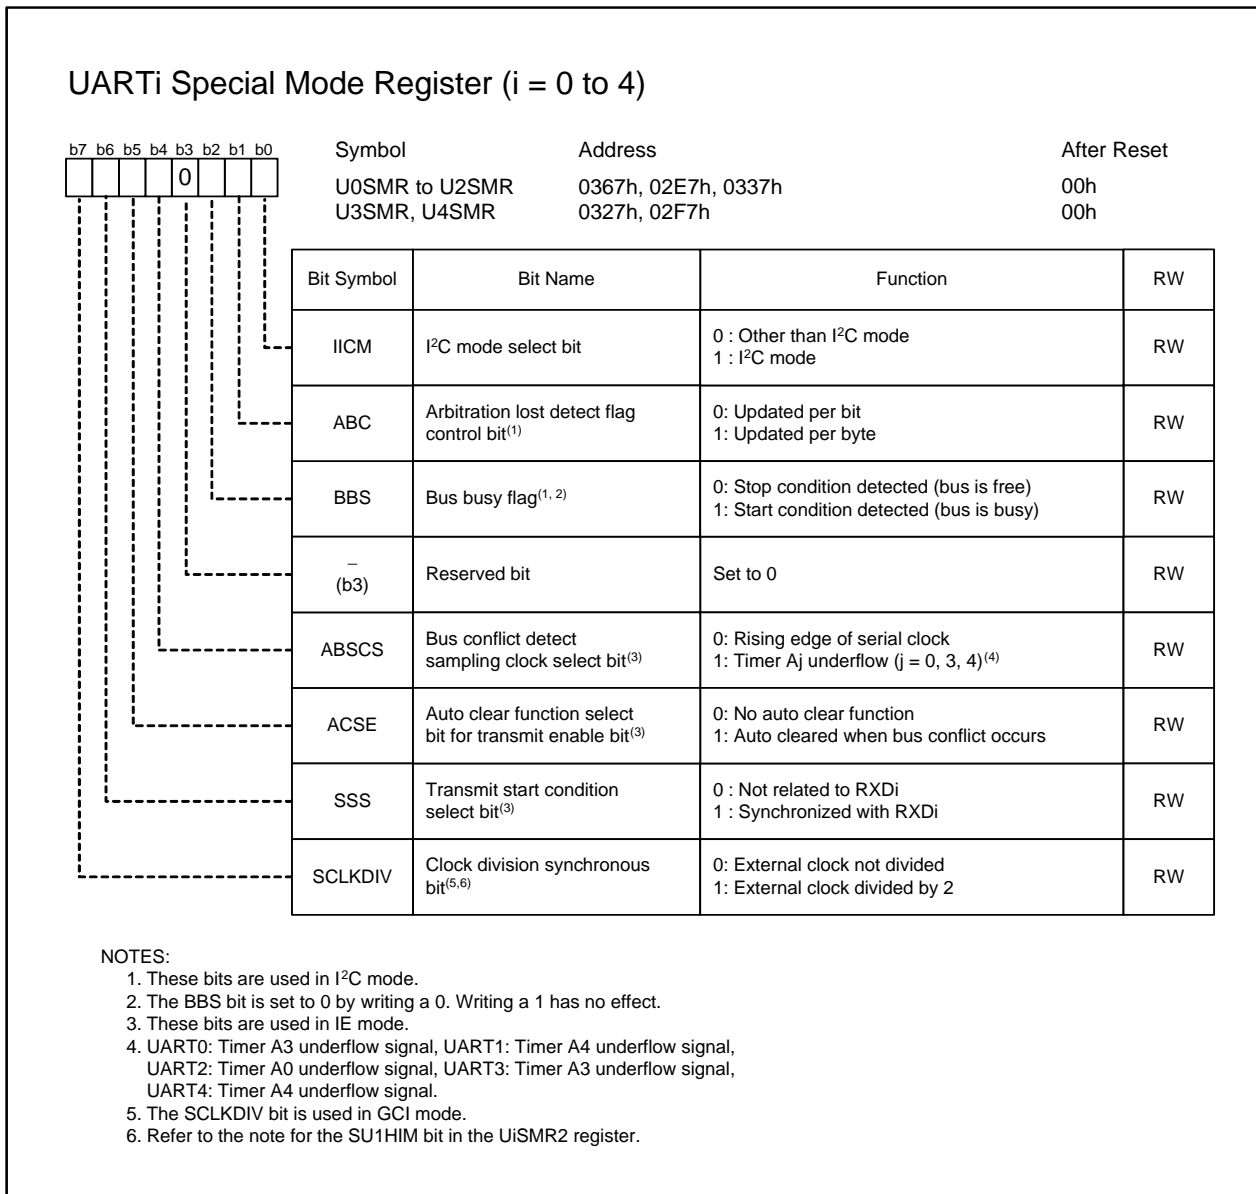 UARTi Special Mode Register (i = 0 to 4)
b7 b6 b5 b4 b3 b2 b1 b0
0
Symbol Address After Reset
U0SMR to U2SMR 0367h, 02E7h, 0337h 00h
U3SMR, U4SMR 0327h, 02F7h 00h
Bit Symbol Bit Name Function RW
IICM I²C mode select bit 0 : Other than I²C mode RW
1 : I²C mode
ABC Arbitration lost detect flag 0: Updated per bit RW
control bit(1) 1: Updated per byte
BBS Bus busy flag(1, 2) 0: Stop condition detected (bus is free) RW
1: Start condition detected (bus is busy)
– Reserved bit Set to 0 RW
(b3)
ABSCS Bus conflict detect 0: Rising edge of serial clock RW
sampling clock select bit(3) 1: Timer Aj underflow (j = 0, 3, 4)(4)
ACSE Auto clear function select 0: No auto clear function RW
bit for transmit enable bit(3) 1: Auto cleared when bus conflict occurs
SSS Transmit start condition 0 : Not related to RXDi RW
select bit(3) 1 : Synchronized with RXDi
SCLKDIV Clock division synchronous 0: External clock not divided RW
bit(5,6) 1: External clock divided by 2
NOTES:
1. These bits are used in I²C mode.
2. The BBS bit is set to 0 by writing a 0. Writing a 1 has no effect.
3. These bits are used in IE mode.
4. UART0: Timer A3 underflow signal, UART1: Timer A4 underflow signal,
UART2: Timer A0 underflow signal, UART3: Timer A3 underflow signal,
UART4: Timer A4 underflow signal.
5. The SCLKDIV bit is used in GCI mode.
6. Refer to the note for the SU1HIM bit in the UiSMR2 register.